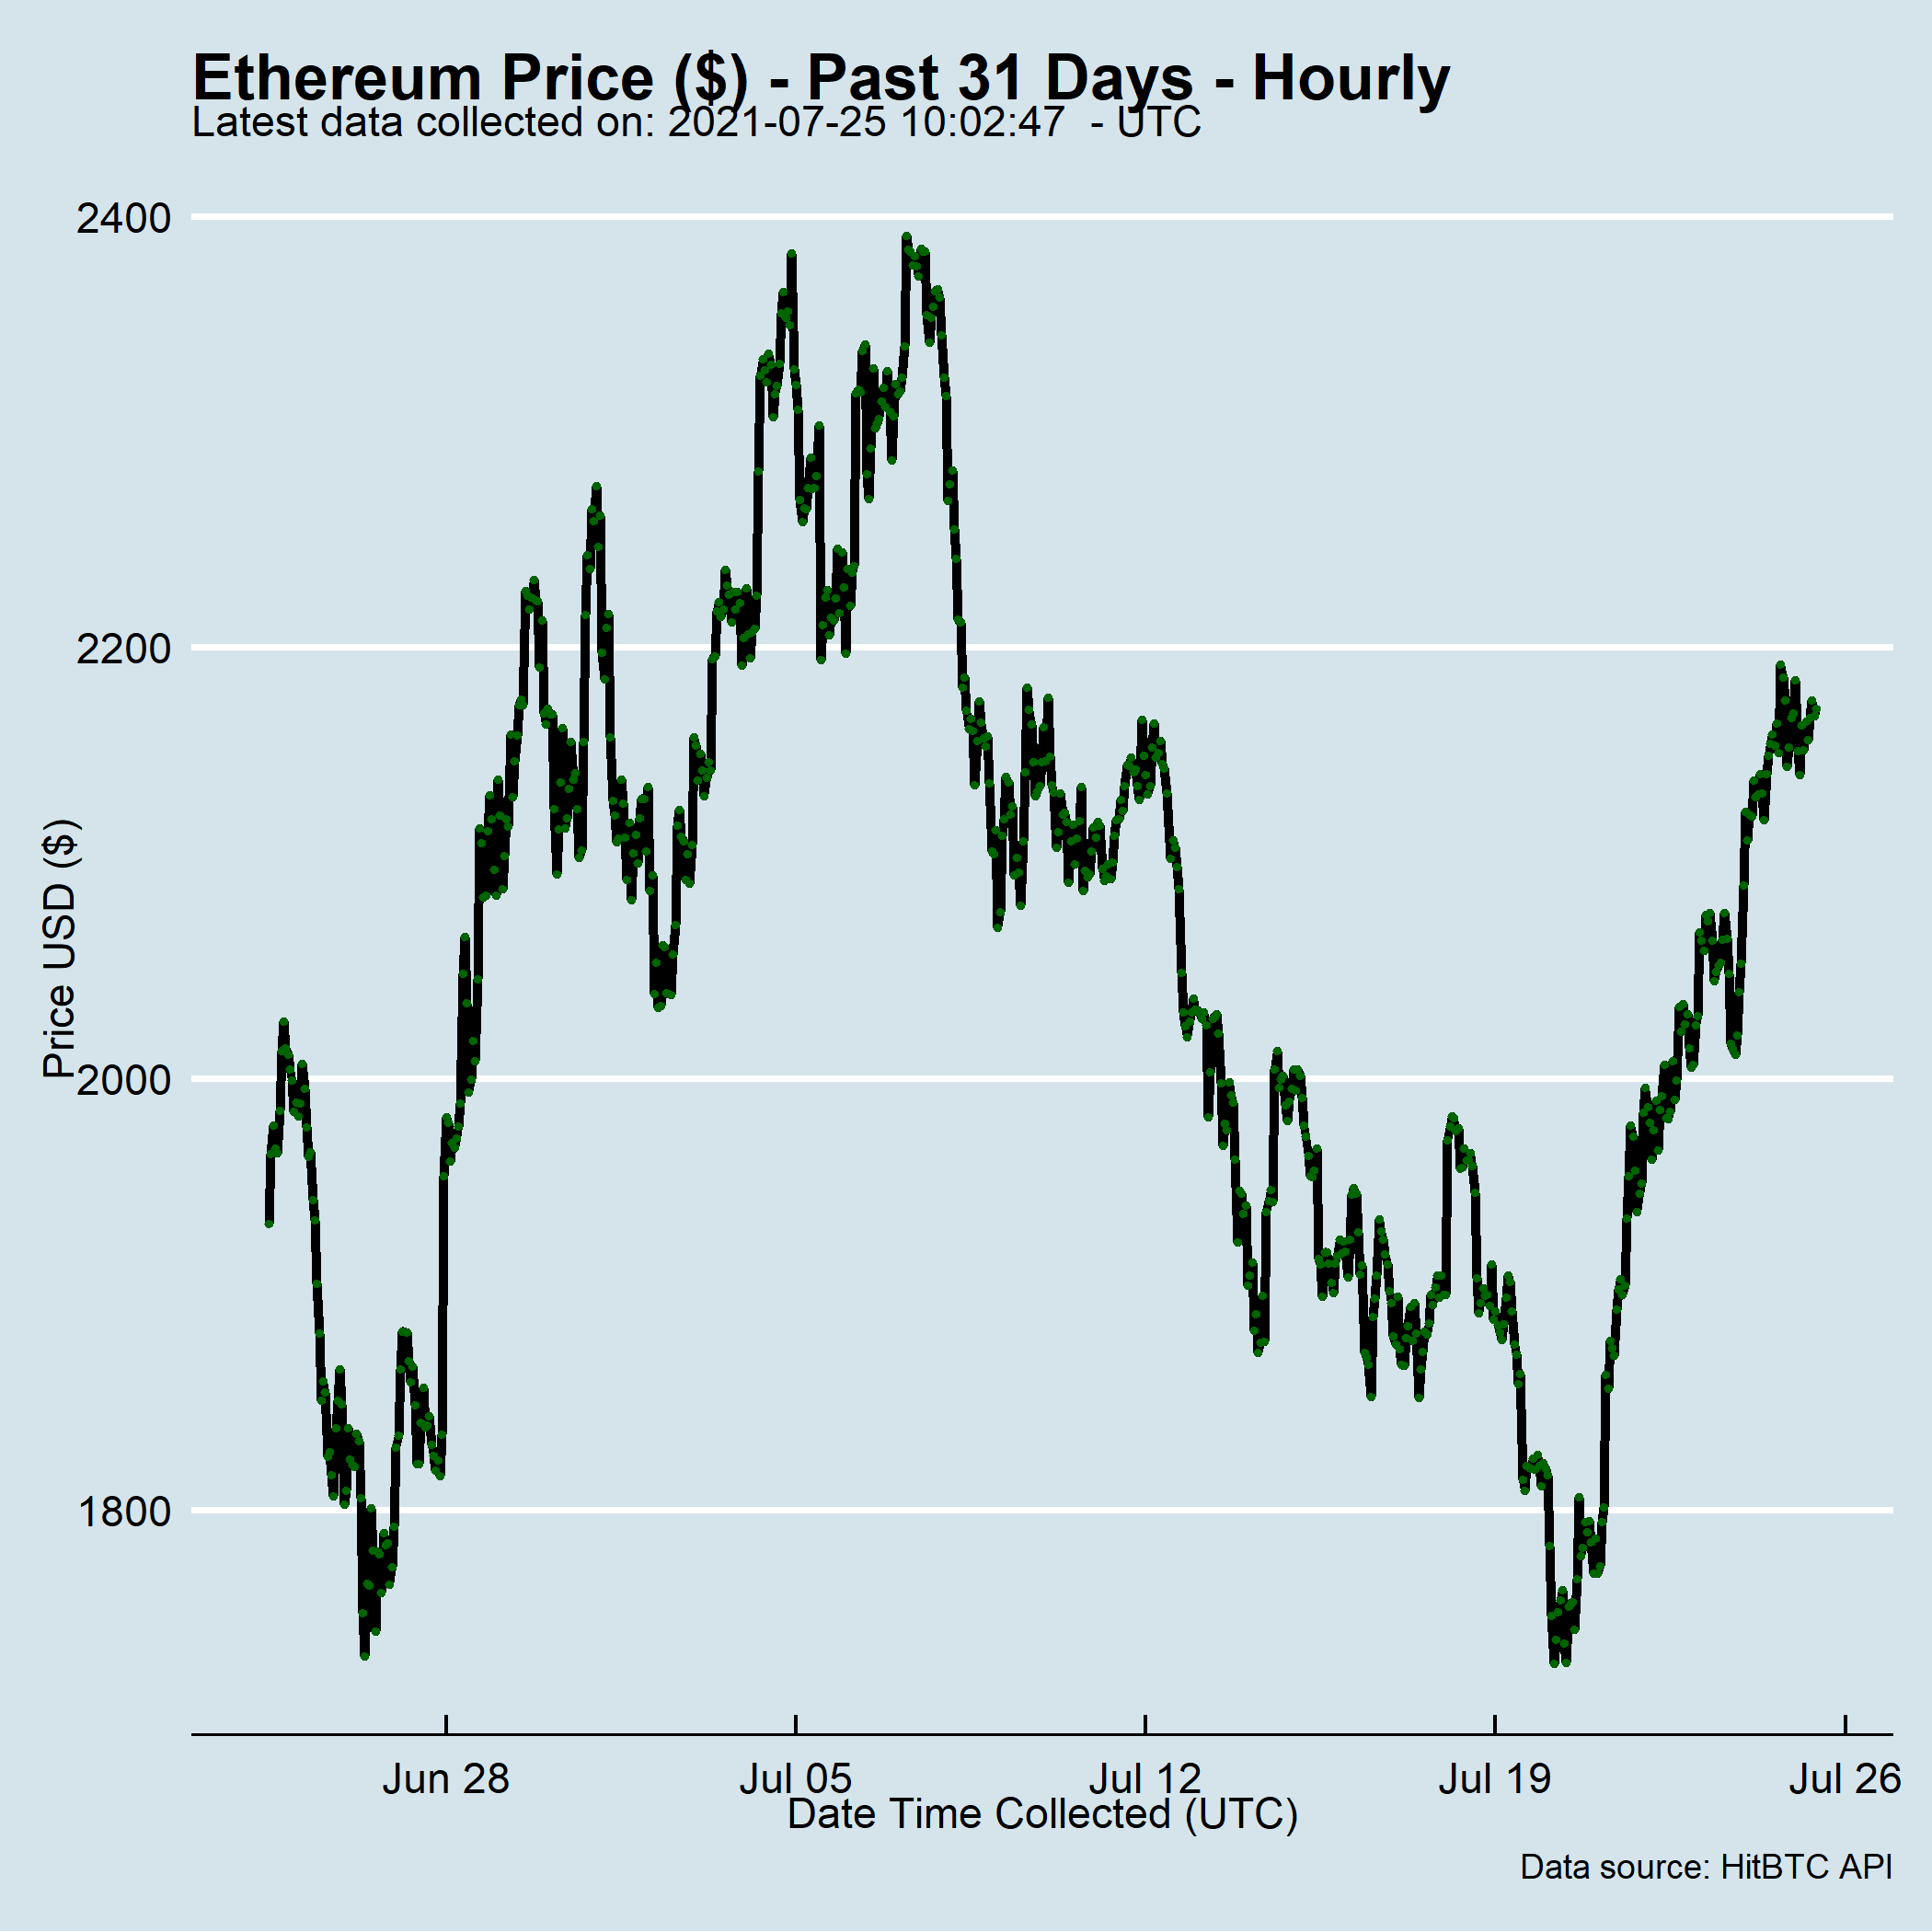 Ethereum Price ($) - Past 31 Days - Hourly
Latest data collected on: 2021-07-25 10:02:47  - UTC
2400
2200
2000
1800
Price USD ($)
Jun 28
Jul 05
Jul 12
Jul 19
Jul 26
Date Time Collected (UTC)
Data source: HitBTC API